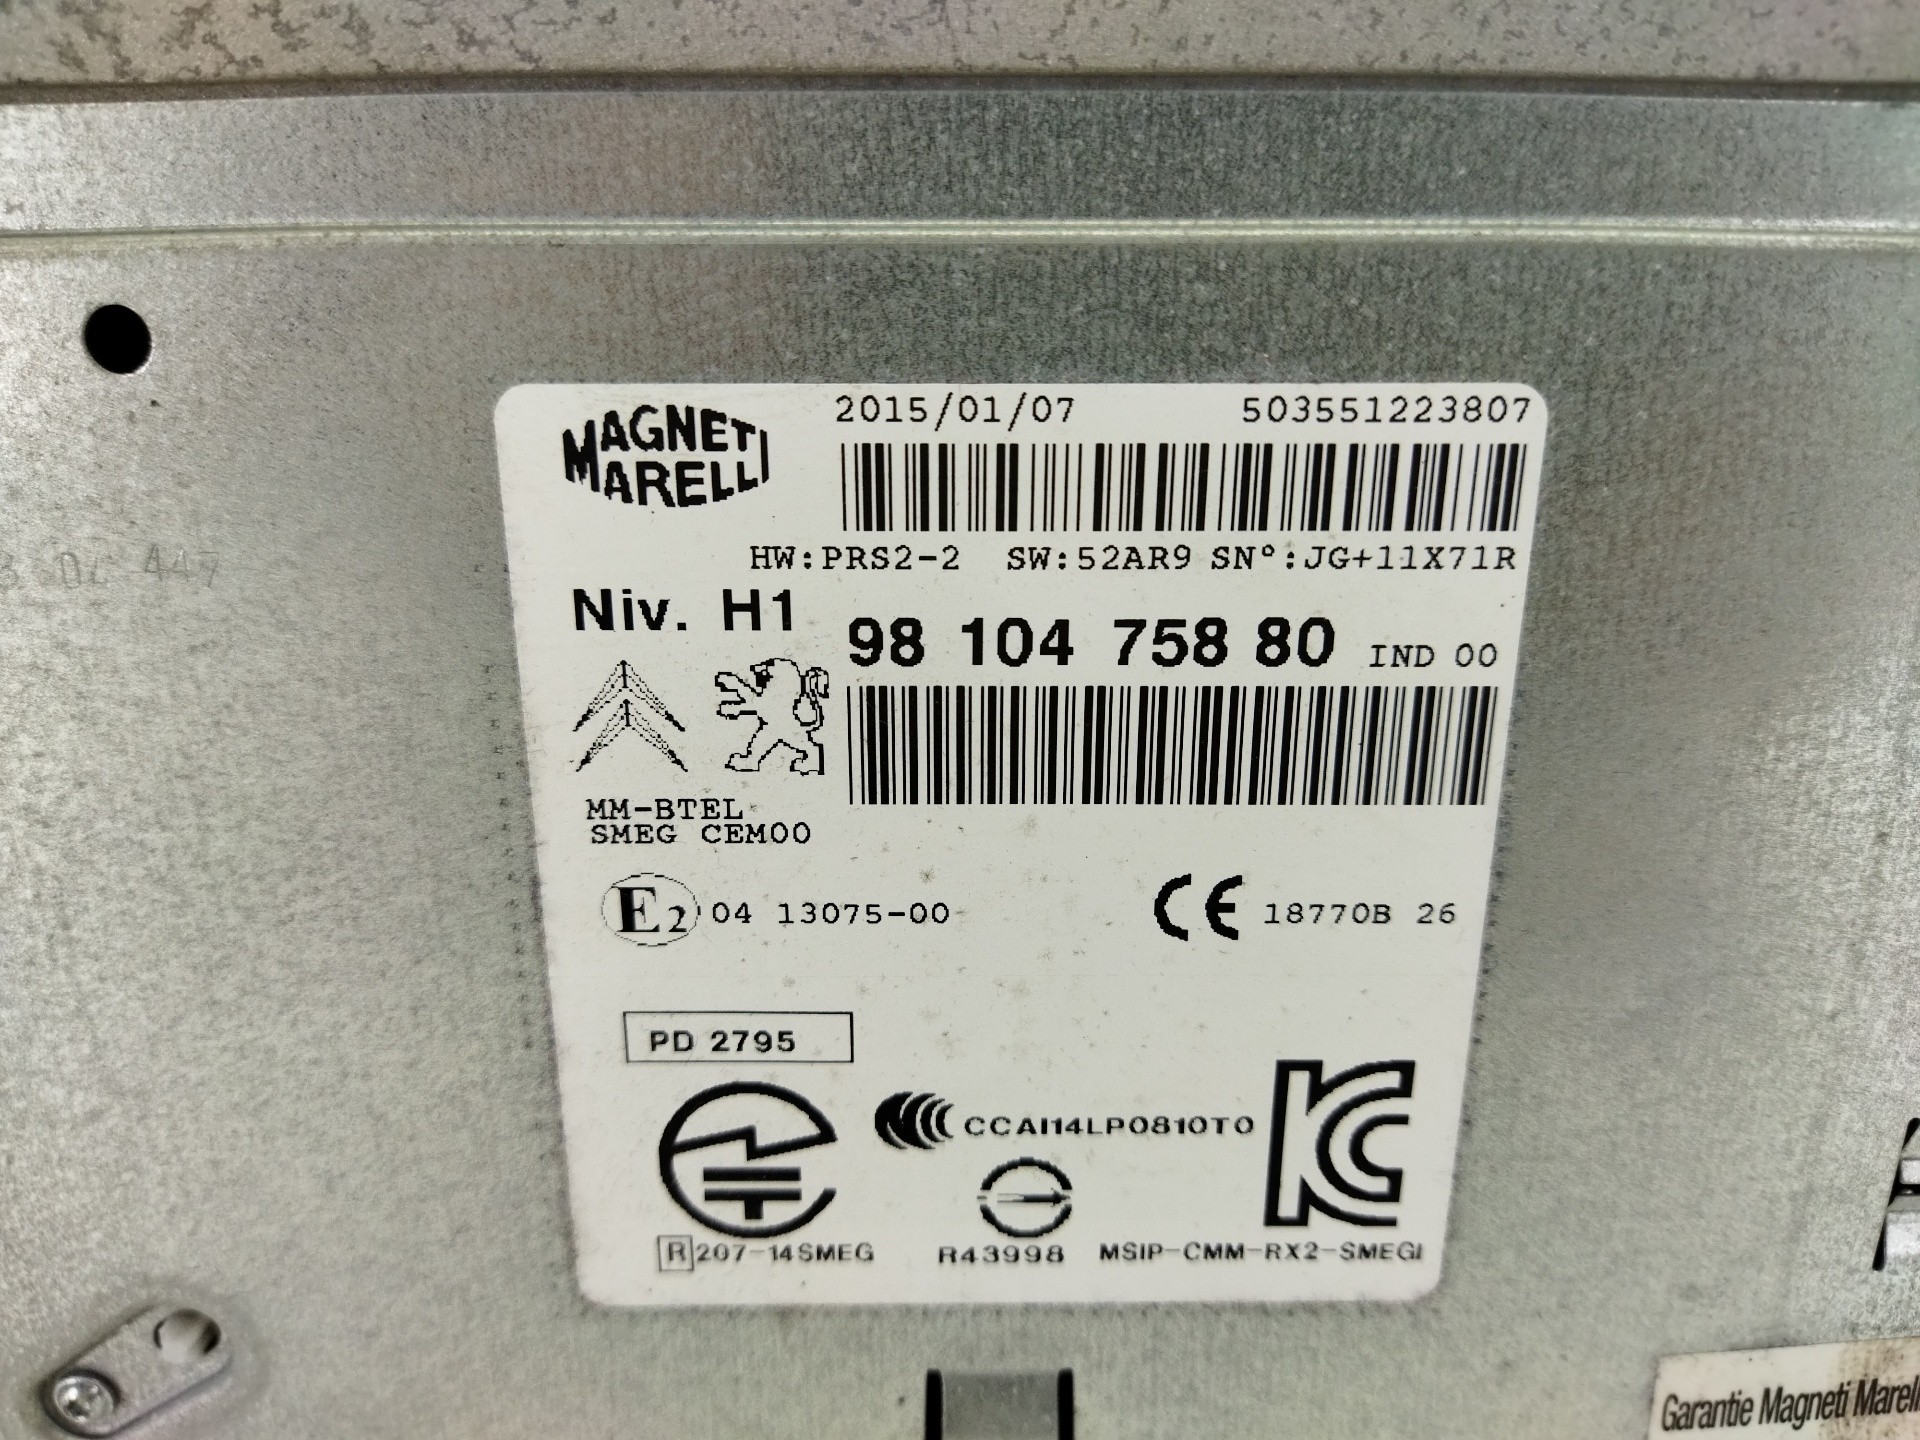 MAGNETI
MARELLI
2015/01/07 503551223807
HW:PRS2-2 SW:52AR9 SN°:JG+11X71R
Niv. H1
98 104 758 80 IND 00
MM-BTEL
SMEG CEM00
E2 04 13075-00
CE 18770B 26
PD 2795
CCAI14LP0810T0
KC
R 207-14SMEG R43998 MSIP-CMM-RX2-SMEGI
447
Garantie Magneti Marelli